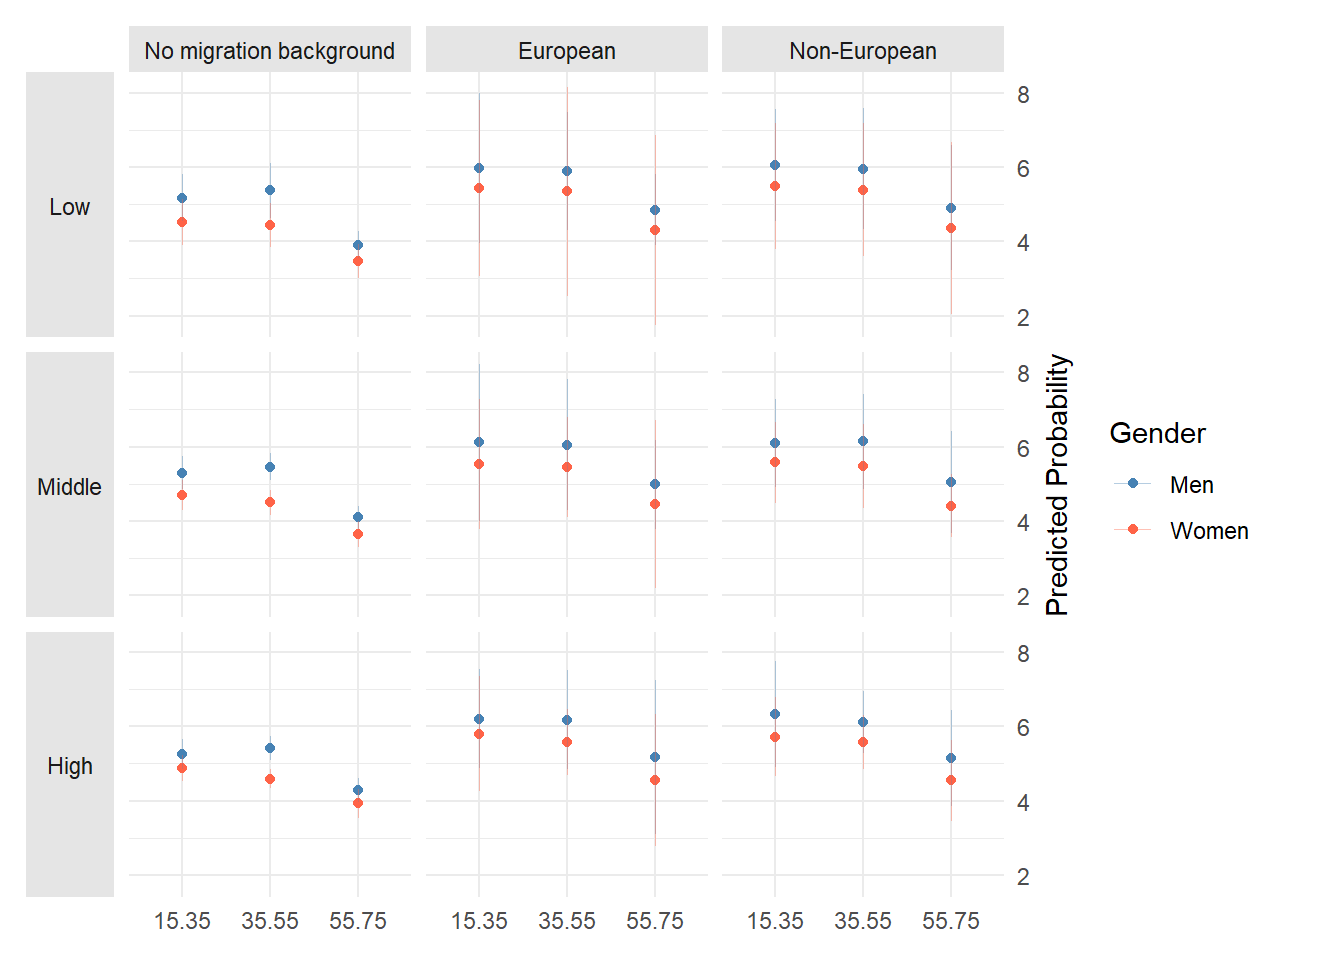 No migration background European Non-European
Low
8
6
4
2
Middle
8
6
4
2
High
8
6
4
2
15.35 35.55 55.75 15.35 35.55 55.75 15.35 35.55 55.75
Predicted Probability
Gender
Men
Women